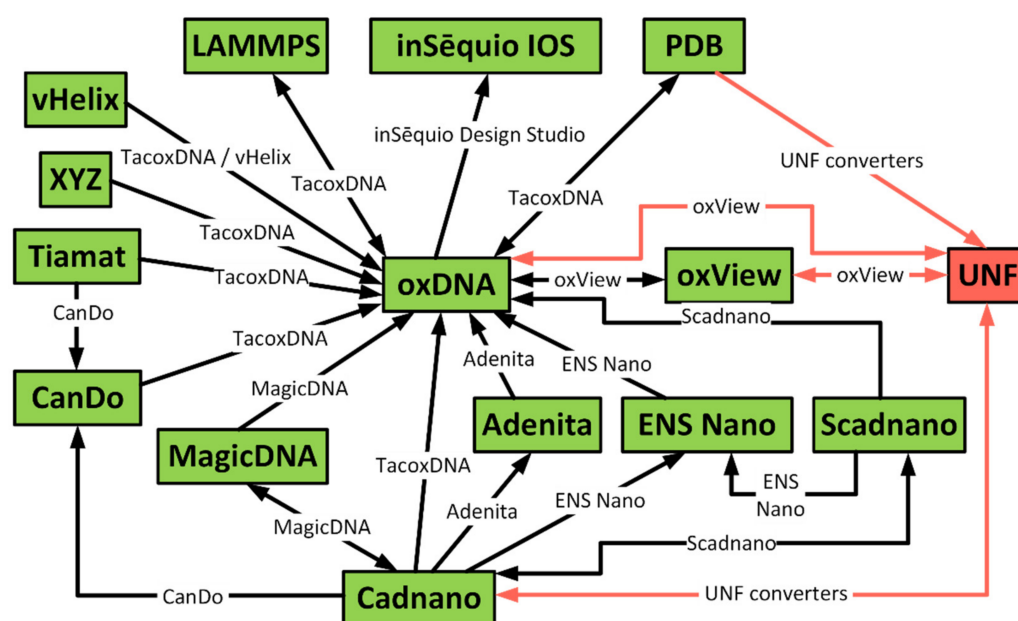 LAMMPS
inSēquio IOS
PDB
vHelix
inSēquio Design Studio
TacoxDNA / vHelix
UNF converters
XYZ
TacoxDNA
TacoxDNA
oxView
TacoxDNA
Tiamat
oxDNA
oxView
oxView
oxView
UNF
TacoxDNA
CanDo
Scadnano
TacoxDNA
Adenita
ENS Nano
CanDo
MagicDNA
Adenita
ENS Nano
Scadnano
MagicDNA
TacoxDNA
ENS
Nano
Adenita
ENS Nano
MagicDNA
Scadnano
CanDo
Cadnano
UNF converters